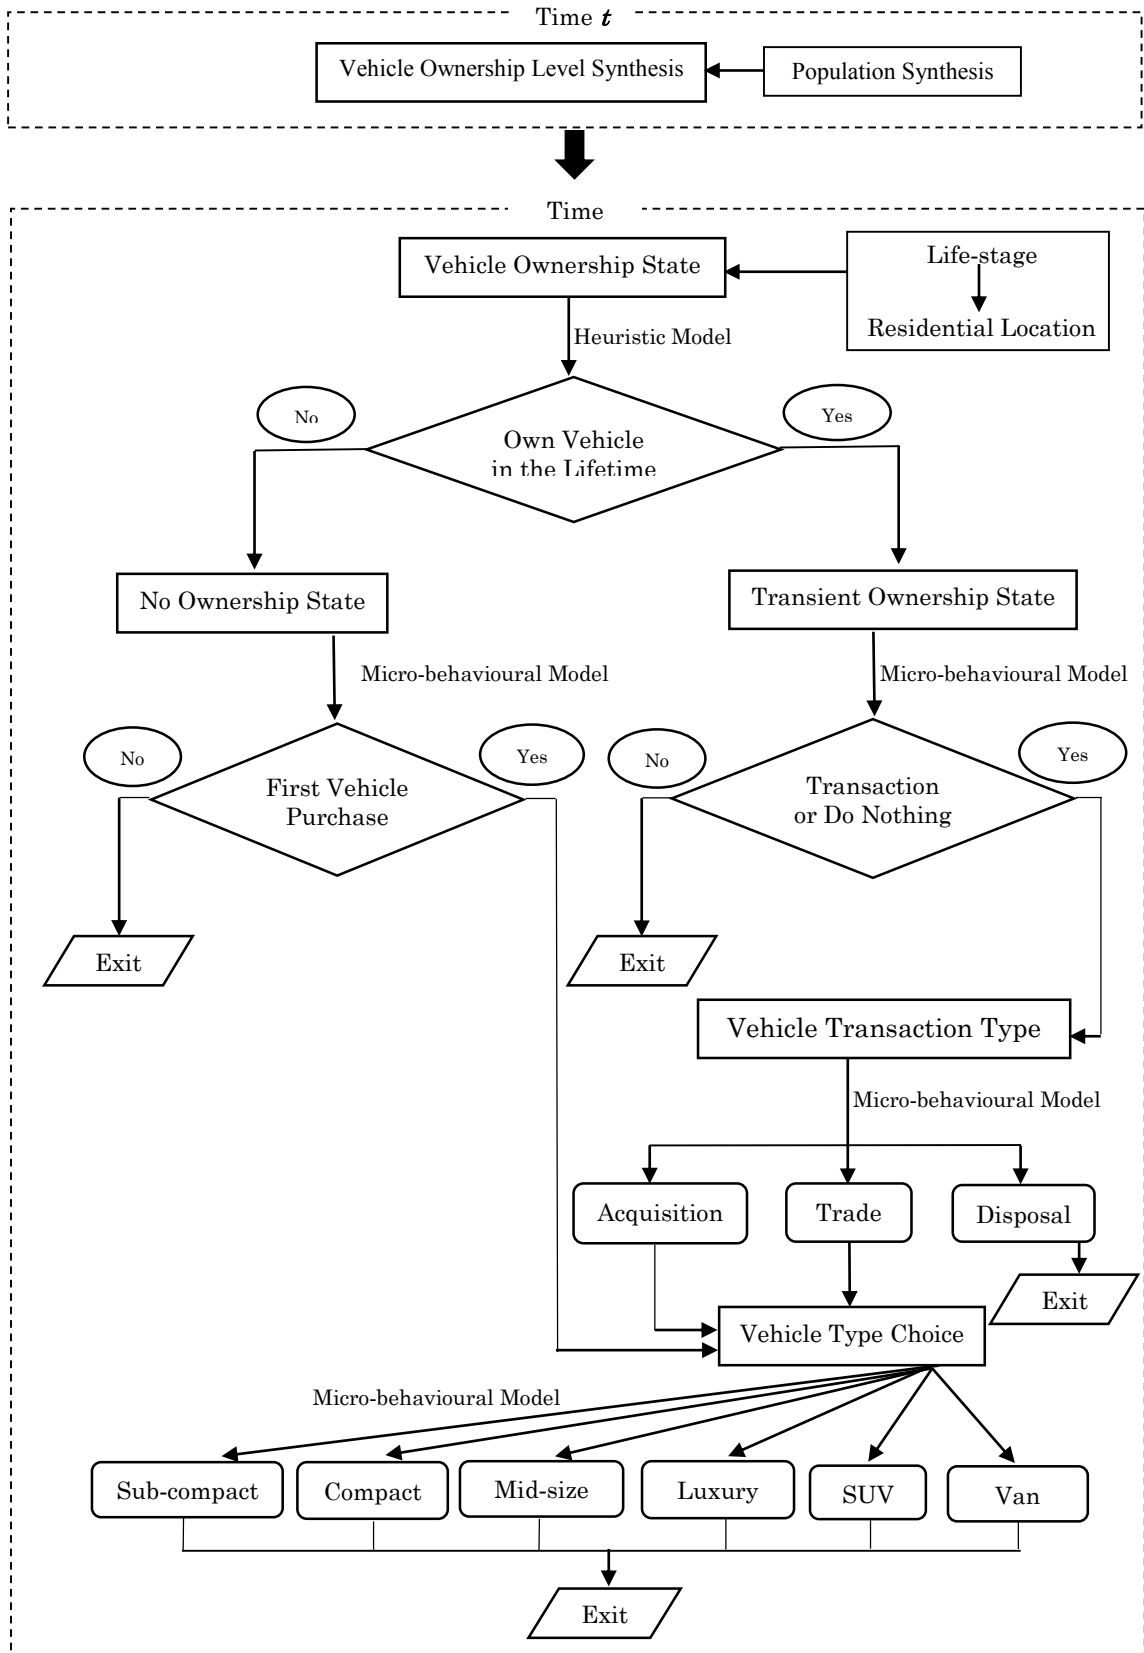 Time t
Vehicle Ownership Level Synthesis
Population Synthesis
Time
Vehicle Ownership State
Life-stage
Residential Location
Heuristic Model
No
Yes
Own Vehicle
in the Lifetime
No Ownership State
Transient Ownership State
Micro-behavioural Model
Micro-behavioural Model
No
Yes
No
Yes
First Vehicle
Purchase
Transaction
or Do Nothing
Exit
Exit
Vehicle Transaction Type
Micro-behavioural Model
Acquisition
Trade
Disposal
Exit
Vehicle Type Choice
Micro-behavioural Model
Sub-compact
Compact
Mid-size
Luxury
SUV
Van
Exit